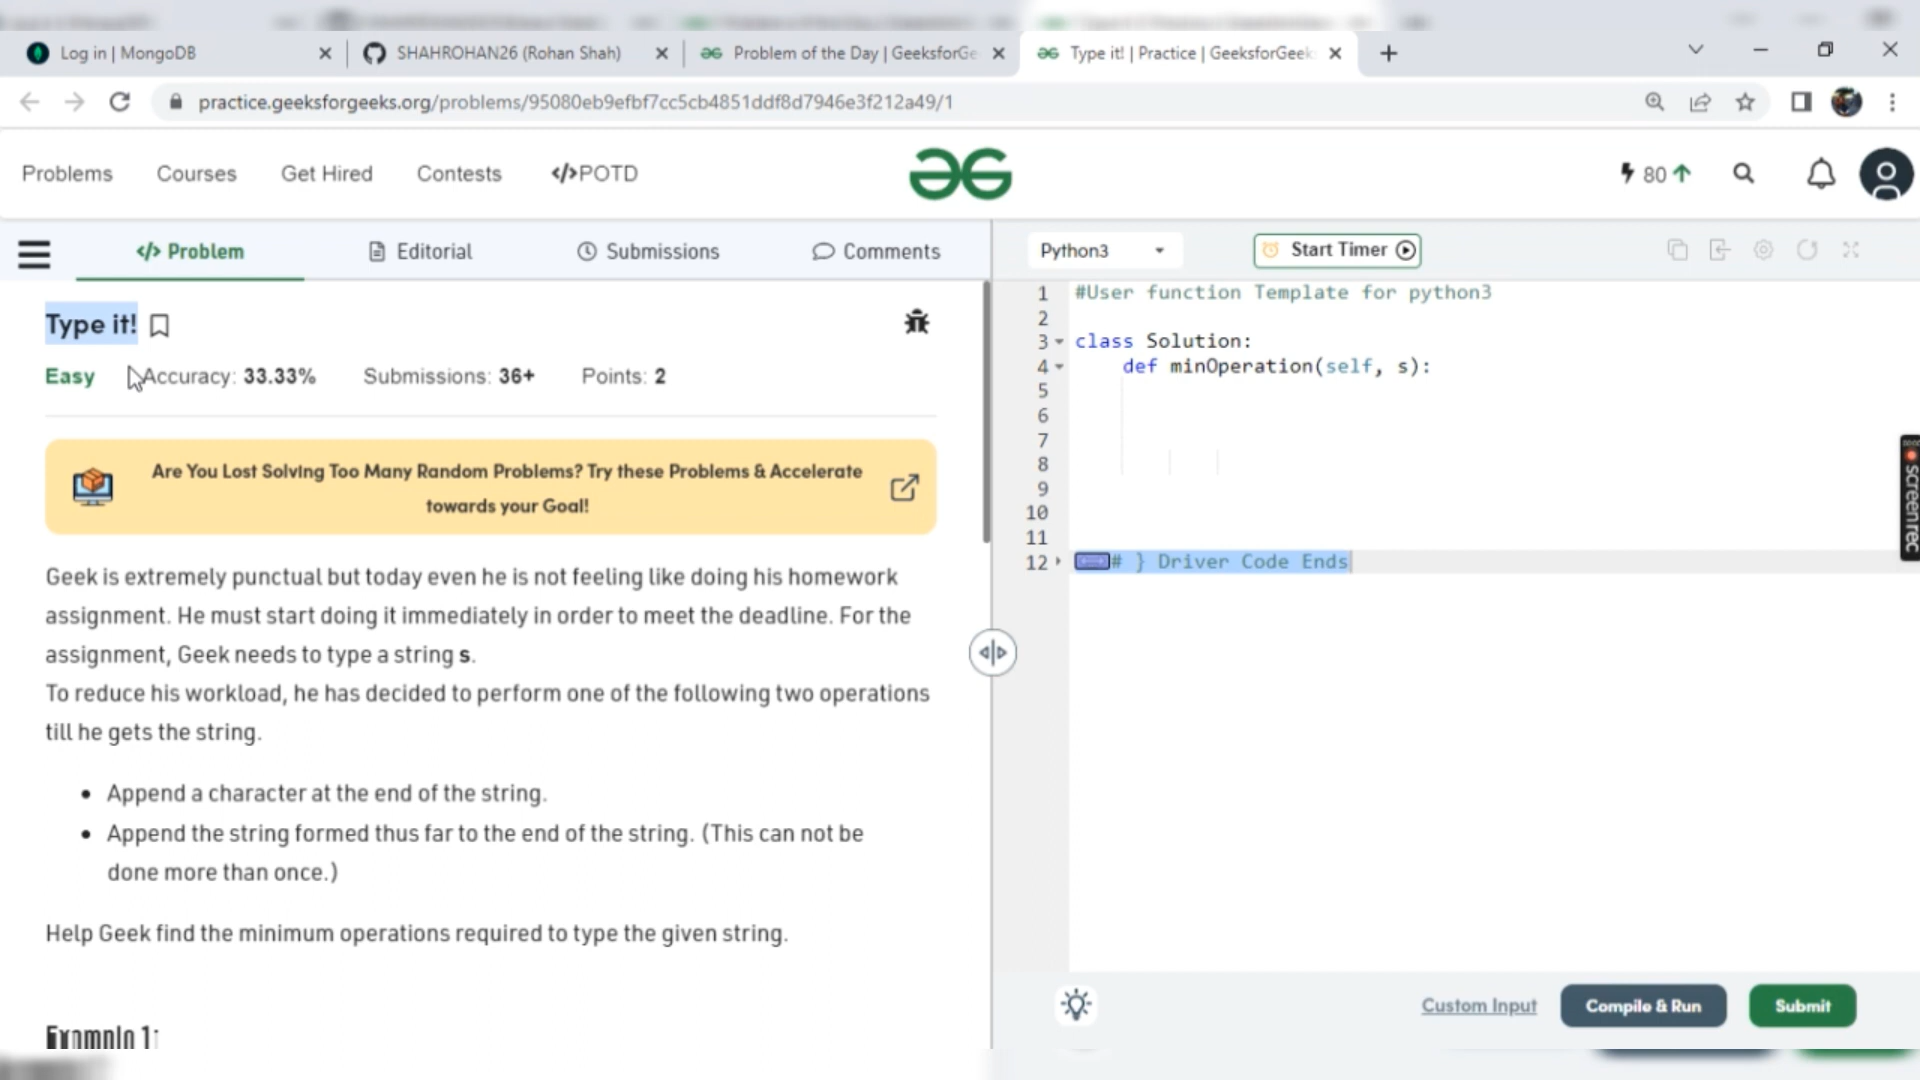 Log in | MongoDB
SHAHROHAN26 (Rohan Shah)
Problem of the Day | GeeksforGe
Type it! | Practice | GeeksforGeek
practice.geeksforgeeks.org/problems/95080eb9efbf7cc5cb4851ddf8d7946e3f212a49/1
Problems Courses Get Hired Contests </>POTD
80
</> Problem Editorial Submissions Comments
Python3 Start Timer
Type it!
Easy Accuracy: 33.33% Submissions: 36+ Points: 2
Are You Lost Solving Too Many Random Problems? Try these Problems & Accelerate
towards your Goal!
Geek is extremely punctual but today even he is not feeling like doing his homework
assignment. He must start doing it immediately in order to meet the deadline. For the
assignment, Geek needs to type a string s.
To reduce his workload, he has decided to perform one of the following two operations
till he gets the string.
• Append a character at the end of the string.
• Append the string formed thus far to the end of the string. (This can not be
done more than once.)
Help Geek find the minimum operations required to type the given string.
Example 1:
1 #User function Template for python3
2
3 class Solution:
4 def minOperation(self, s):
5
6
7
8
9
10
11
12 # } Driver Code Ends
screenrec
Custom Input Compile & Run Submit